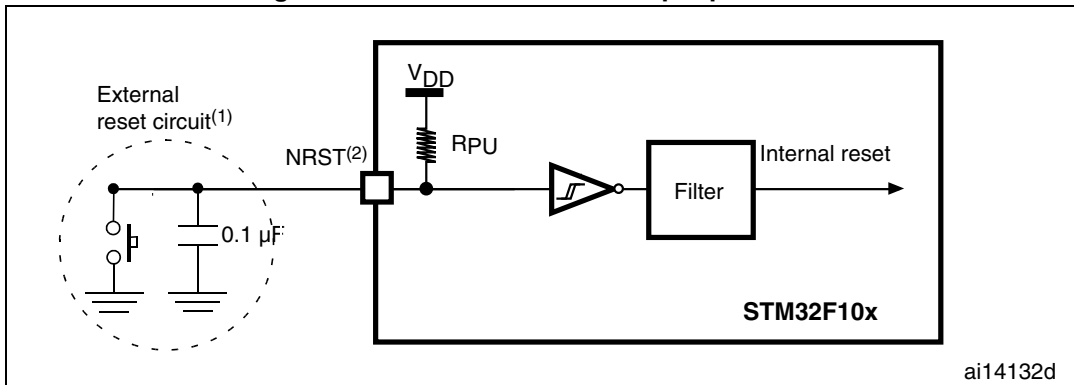 External
reset circuit(1)
NRST(2)
VDD
RPU
0.1 µF
Filter
Internal reset
STM32F10x
ai14132d